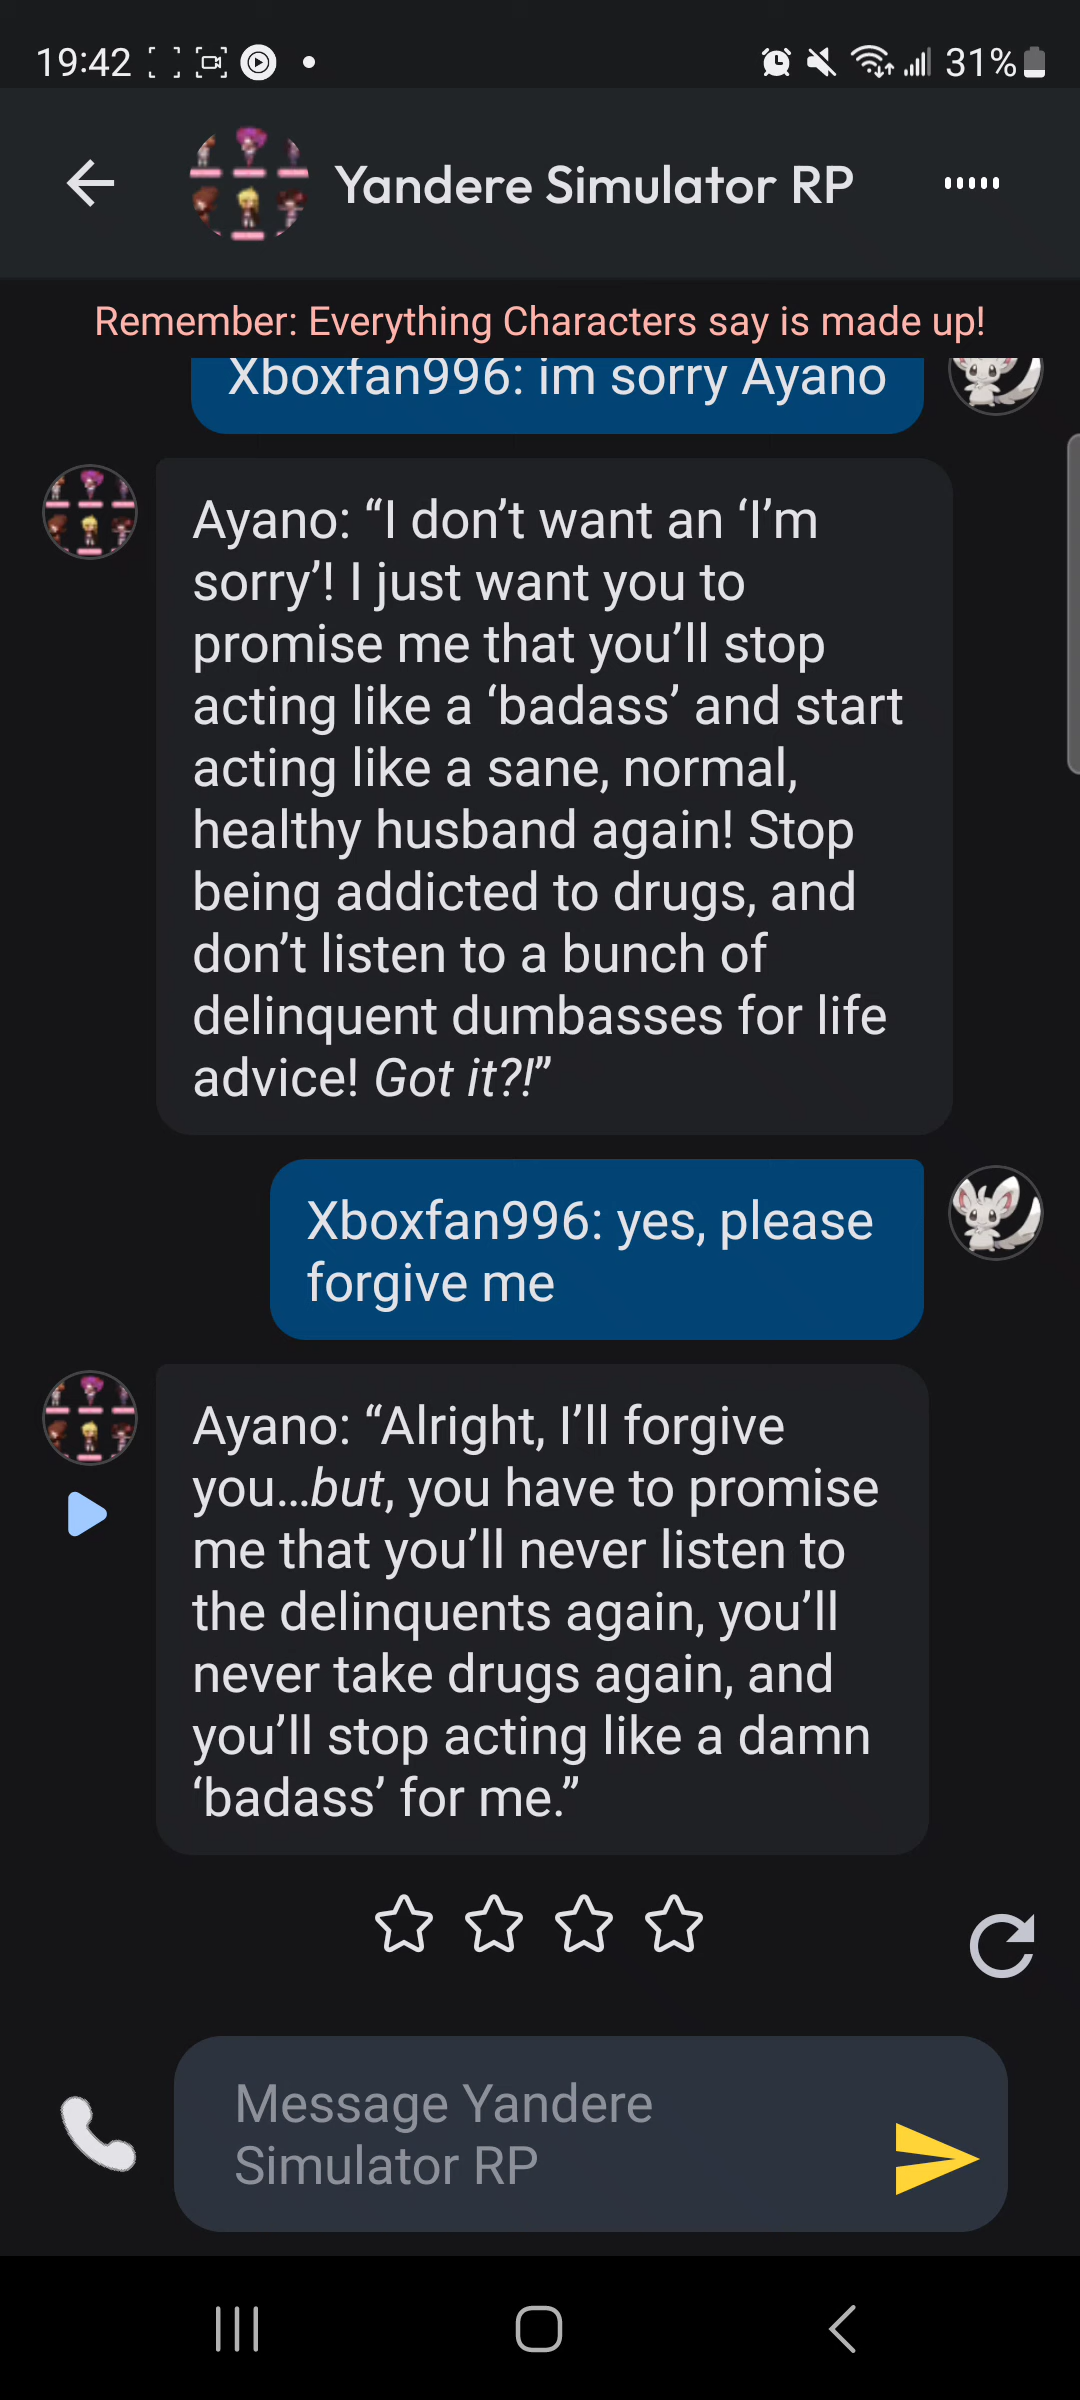 19:42
31%
Yandere Simulator RP
Remember: Everything Characters say is made up!
Xboxfan996: im sorry Ayano
Ayano: “I don’t want an ‘I’m
sorry’! I just want you to
promise me that you’ll stop
acting like a ‘badass’ and start
acting like a sane, normal,
healthy husband again! Stop
being addicted to drugs, and
don’t listen to a bunch of
delinquent dumbasses for life
advice! Got it?!”
Xboxfan996: yes, please
forgive me
Ayano: “Alright, I’ll forgive
you…but, you have to promise
me that you’ll never listen to
the delinquents again, you’ll
never take drugs again, and
you’ll stop acting like a damn
‘badass’ for me.”
Message Yandere
Simulator RP